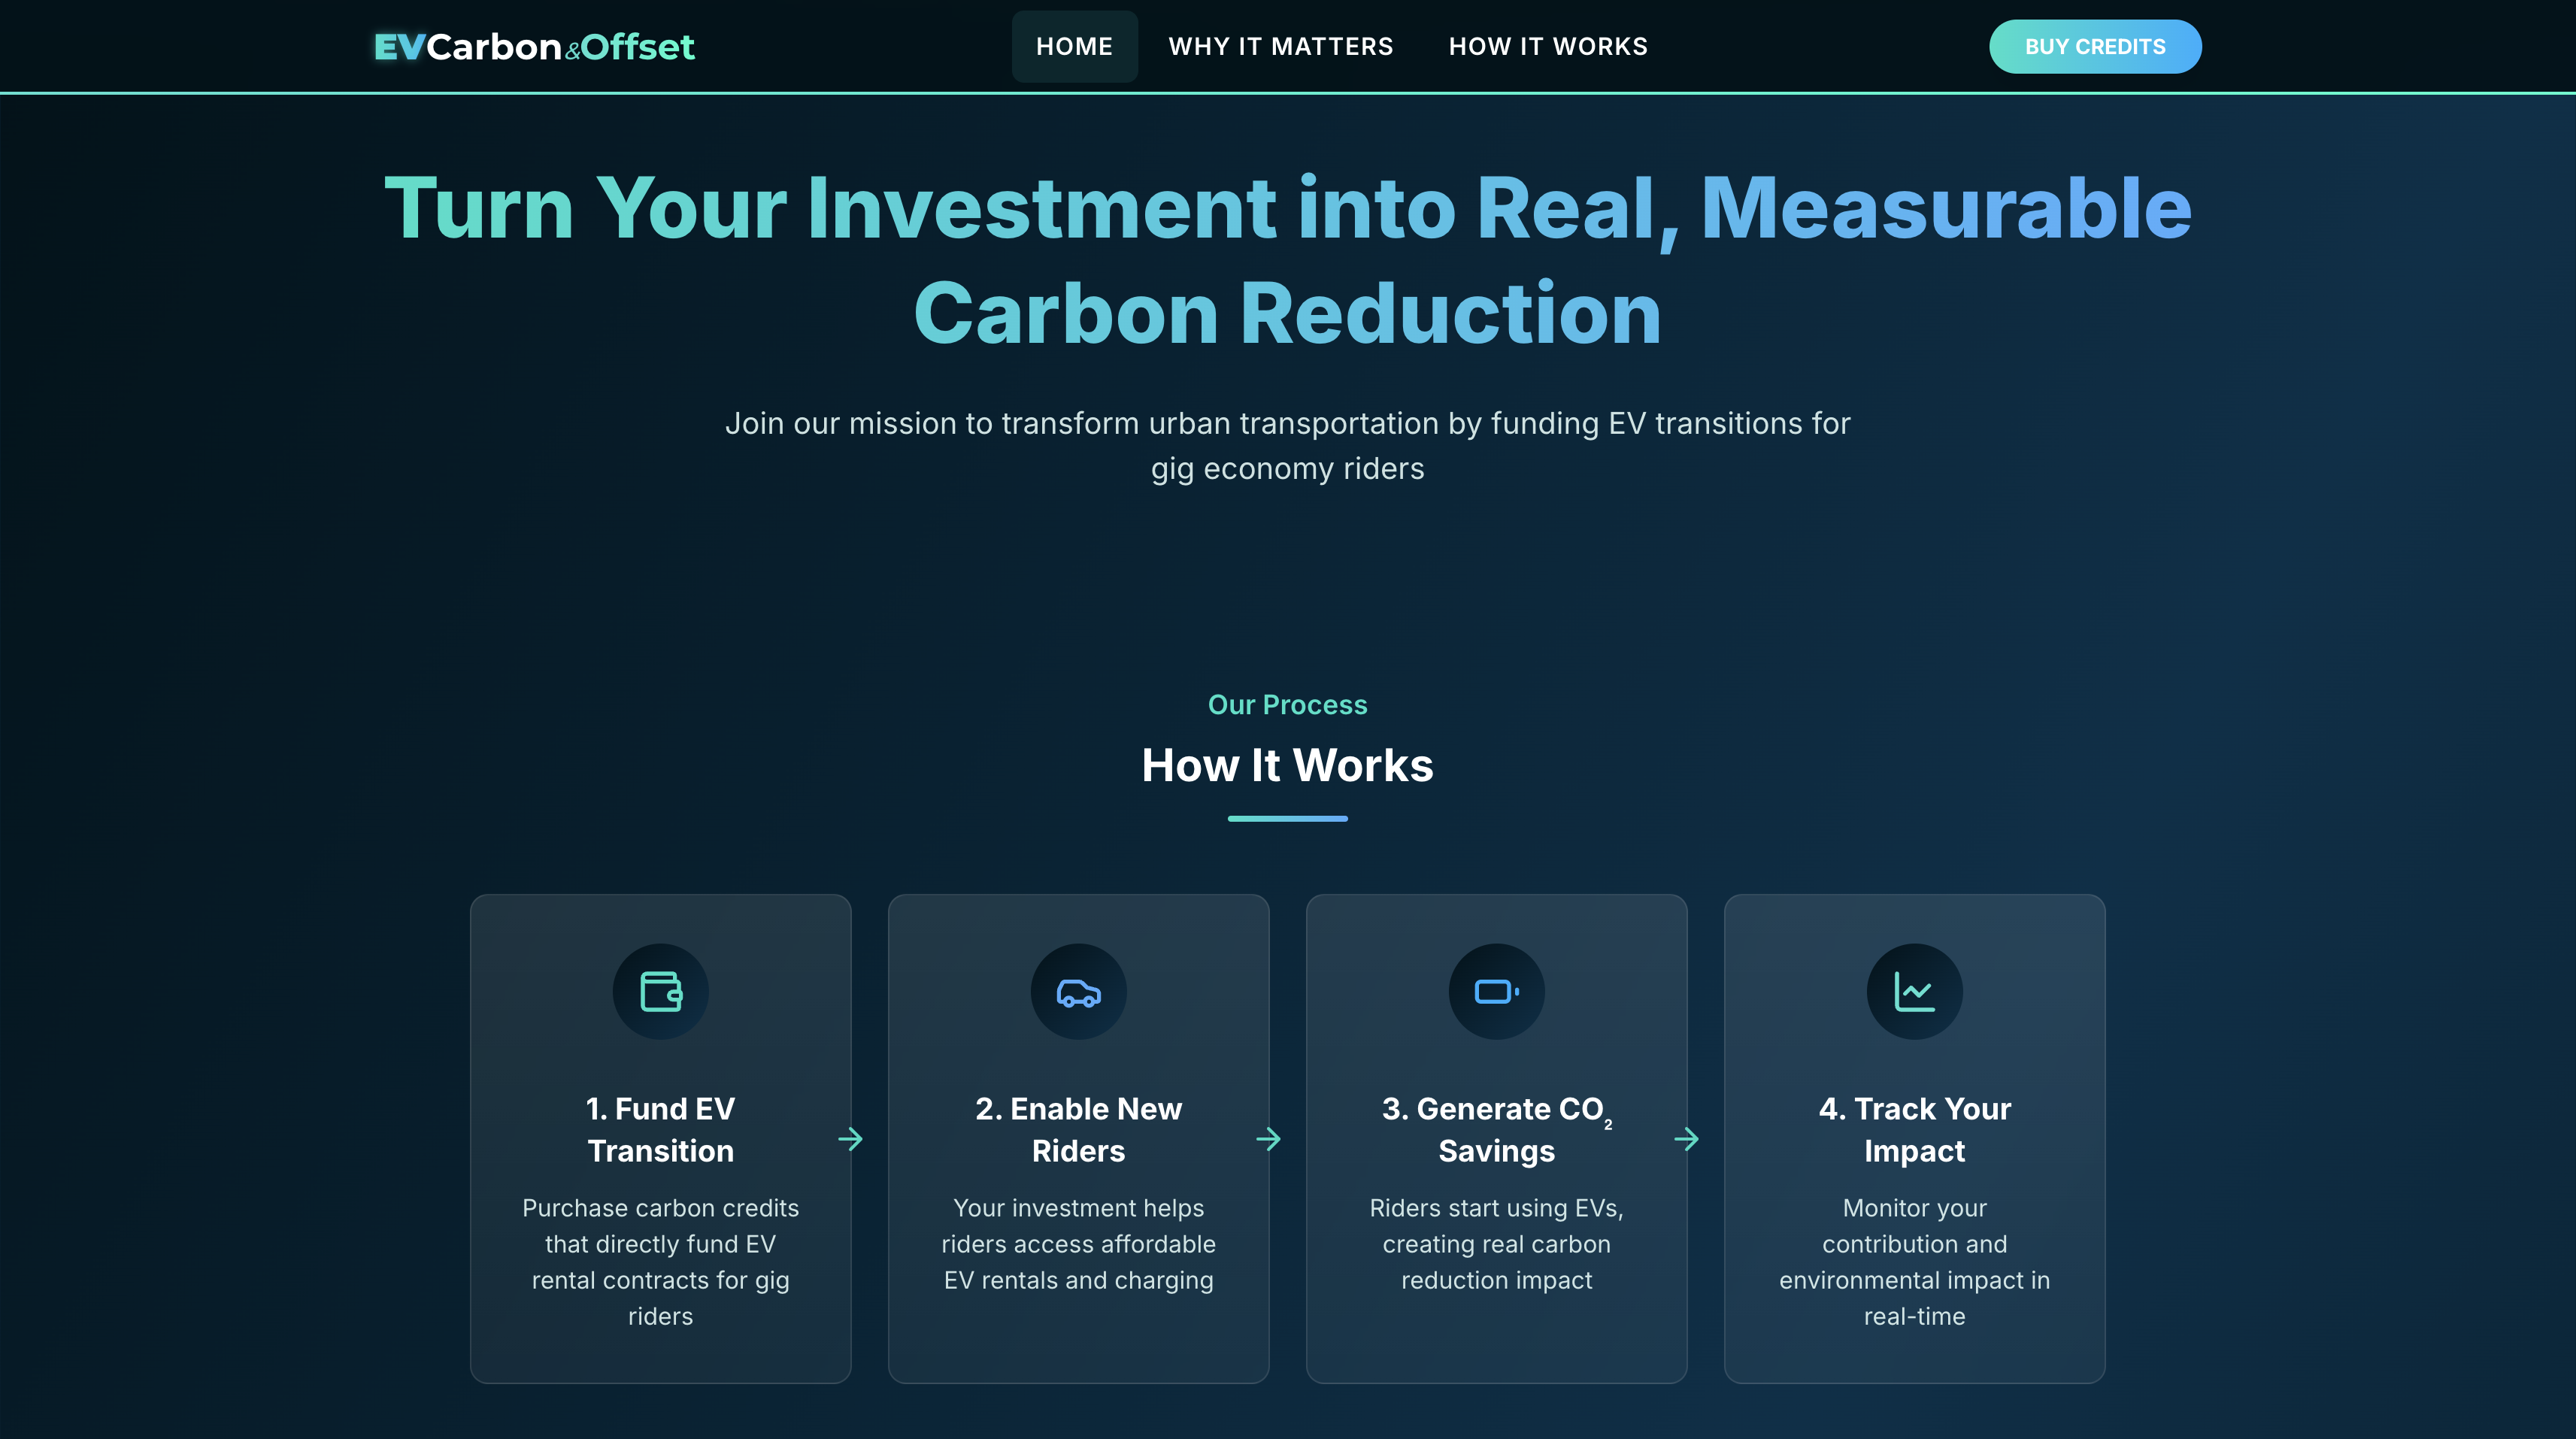 EVCarbon&Offset
HOME
WHY IT MATTERS
HOW IT WORKS
BUY CREDITS
Turn Your Investment into Real, Measurable
Carbon Reduction
Join our mission to transform urban transportation by funding EV transitions for
gig economy riders
Our Process
How It Works
1. Fund EV
Transition
Purchase carbon credits
that directly fund EV
rental contracts for gig
riders
2. Enable New
Riders
Your investment helps
riders access affordable
EV rentals and charging
3. Generate CO₂
Savings
Riders start using EVs,
creating real carbon
reduction impact
4. Track Your
Impact
Monitor your
contribution and
environmental impact in
real-time